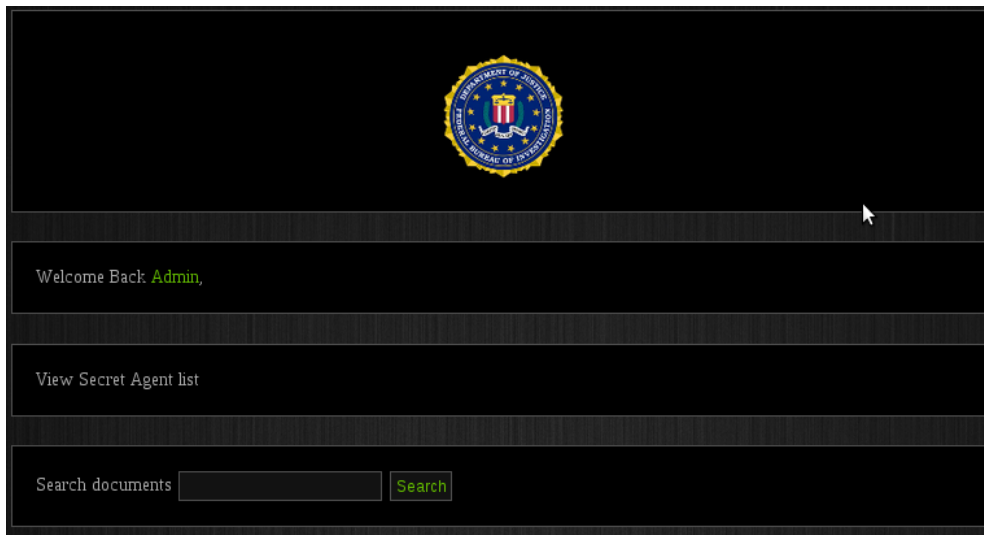 DEPARTMENT OF JUSTICE
FEDERAL BUREAU OF INVESTIGATION
Welcome Back Admin,
View Secret Agent list
Search documents Search